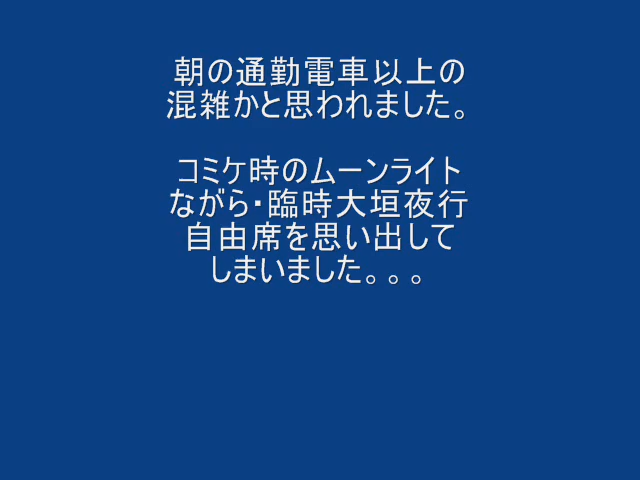 朝の通勤電車以上の
混雑かと思われました。
コミケ時のムーンライト
ながら・臨時大垣夜行
自由席を思い出して
しまいました。。。